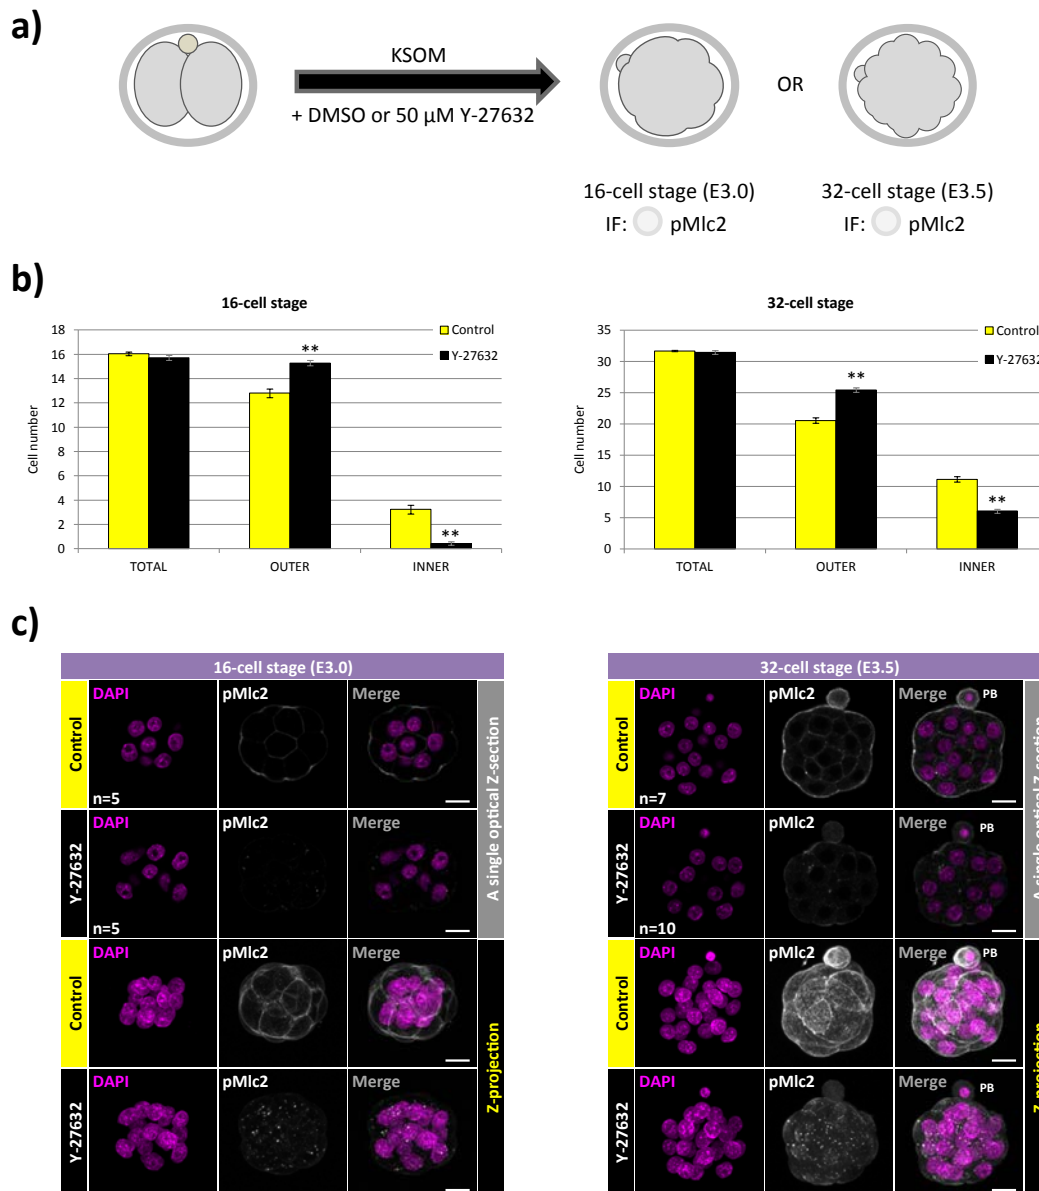 a)
KSOM
+ DMSO or 50 µM Y-27632
OR
16-cell stage (E3.0)
IF: pMlc2
32-cell stage (E3.5)
IF: pMlc2
b)
16-cell stage
Control
Y-27632
Cell number
18
16
14
12
10
8
6
4
2
0
**
**
TOTAL
OUTER
INNER
32-cell stage
Control
Y-27632
Cell number
35
30
25
20
15
10
5
0
**
**
TOTAL
OUTER
INNER
c)
16-cell stage (E3.0)
Control
DAPI
pMlc2
Merge
n=5
Y-27632
DAPI
pMlc2
Merge
n=5
A single optical Z-section
Control
DAPI
pMlc2
Merge
Y-27632
DAPI
pMlc2
Merge
Z-projection
32-cell stage (E3.5)
Control
DAPI
pMlc2
Merge
PB
n=7
Y-27632
DAPI
pMlc2
Merge
PB
n=10
A single optical Z-section
Control
DAPI
pMlc2
Merge
PB
Y-27632
DAPI
pMlc2
Merge
PB
Z-projection